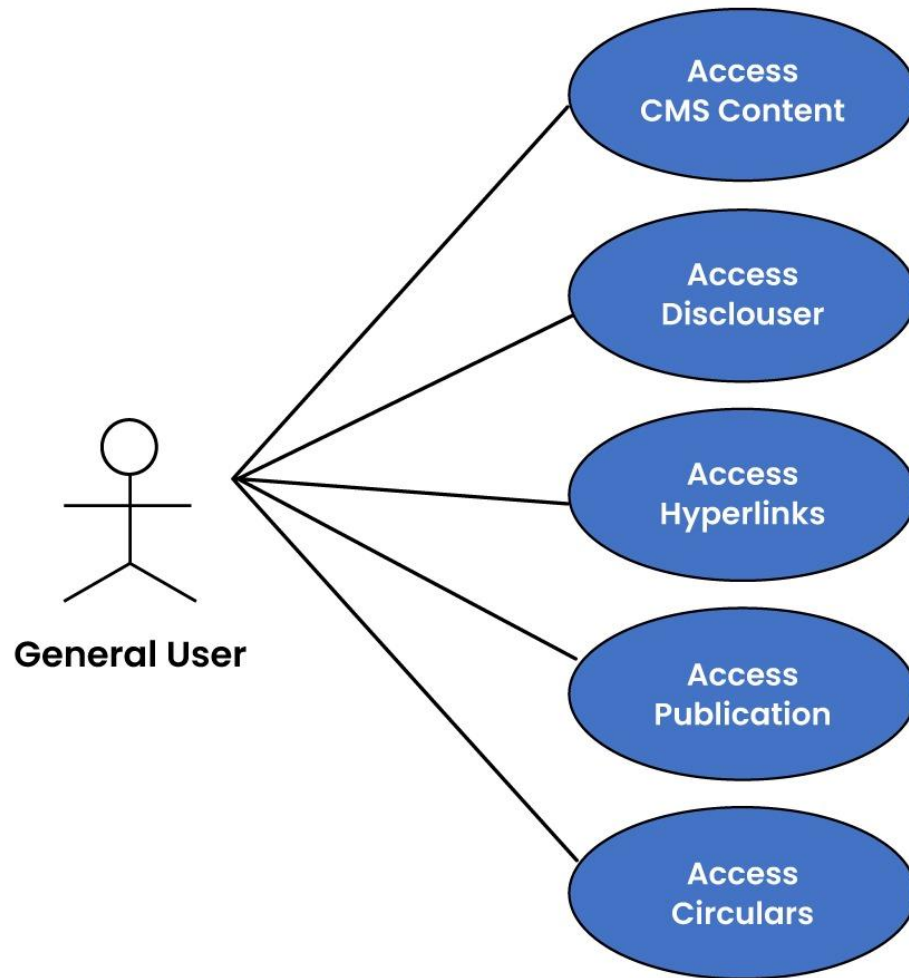 Access
CMS Content
Access
Disclouser
Access
Hyperlinks
General User
Access
Publication
Access
Circulars